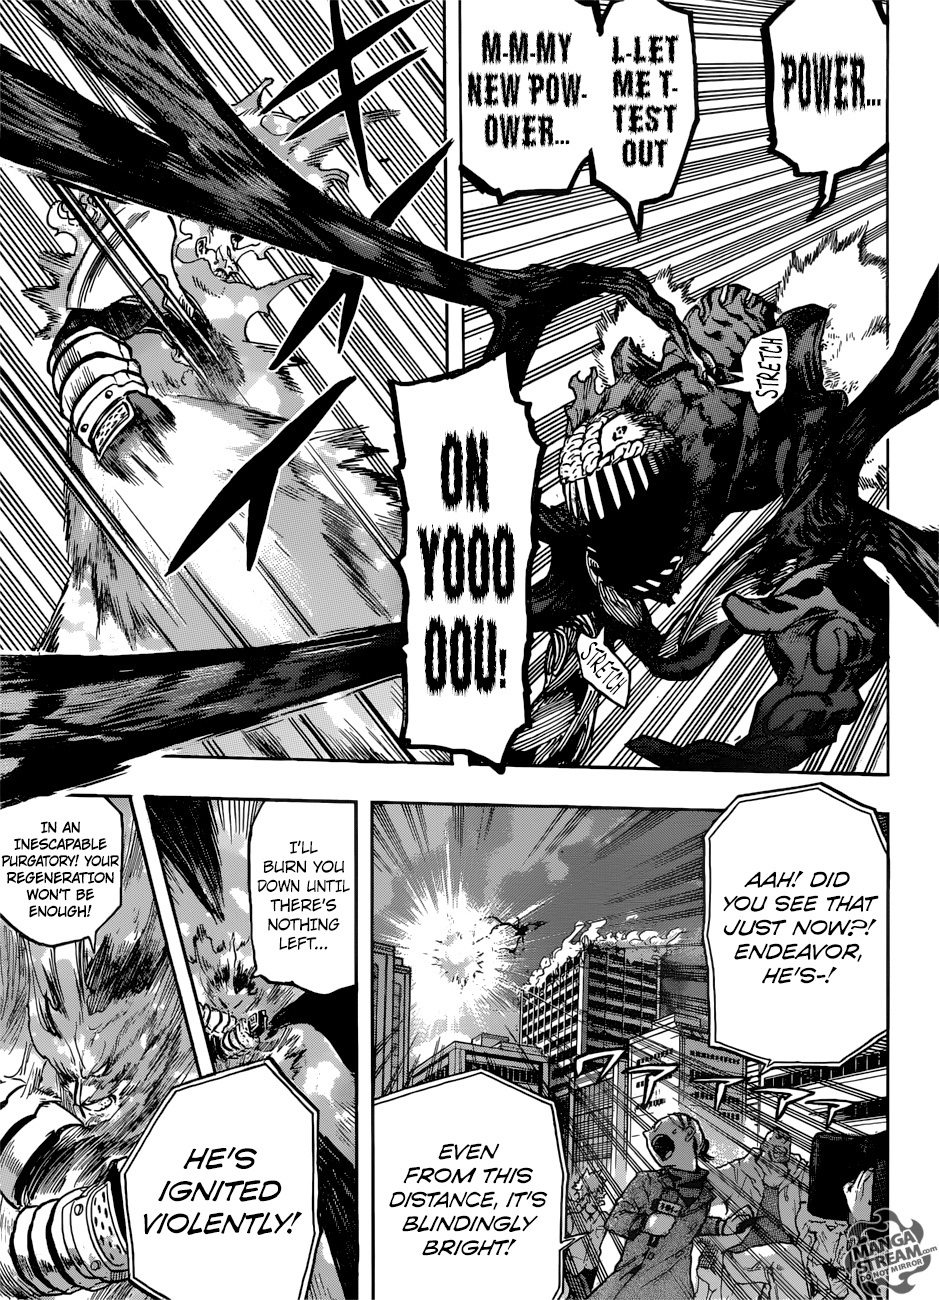 POWER...
L-LET
ME T-
TEST
OUT
M-M-MY
NEW POW-
OWER...
STRETCH
ON
YOOO
OOU!
STRETCH
AAH! DID
YOU SEE THAT
JUST NOW?!
ENDEAVOR,
HE'S-!
EVEN
FROM THIS
DISTANCE, IT'S
BLINDINGLY
BRIGHT!
I'LL
BURN YOU
DOWN UNTIL
THERE'S
NOTHING
LEFT...
IN AN
INESCAPABLE
PURGATORY! YOUR
REGENERATION
WON'T BE
ENOUGH!
HE'S
IGNITED
VIOLENTLY!
MANGA
STREAM.com
DO NOT MIRROR